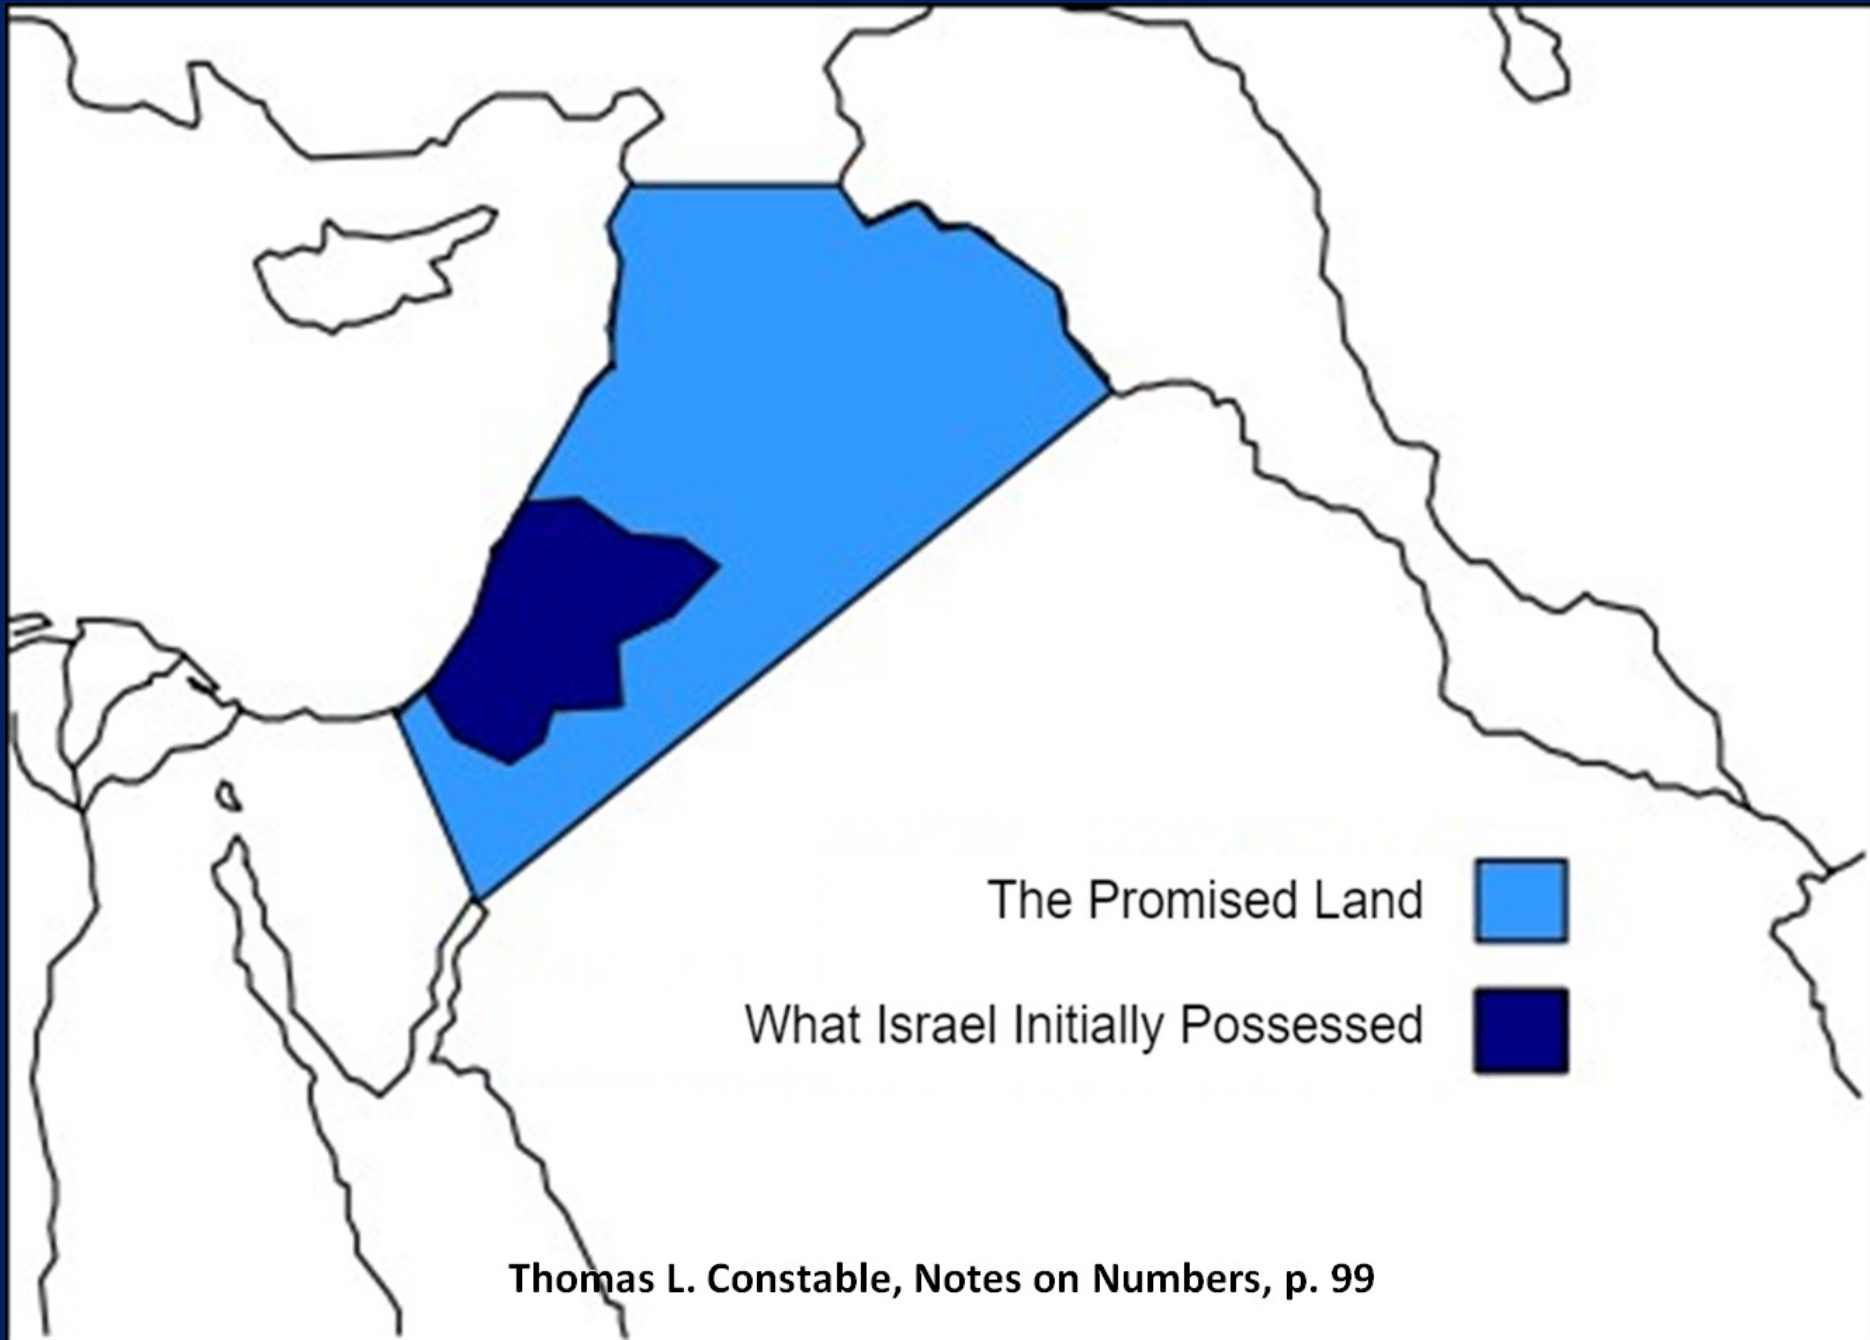 The Promised Land
What Israel Initially Possessed
Thomas L. Constable, Notes on Numbers, p. 99